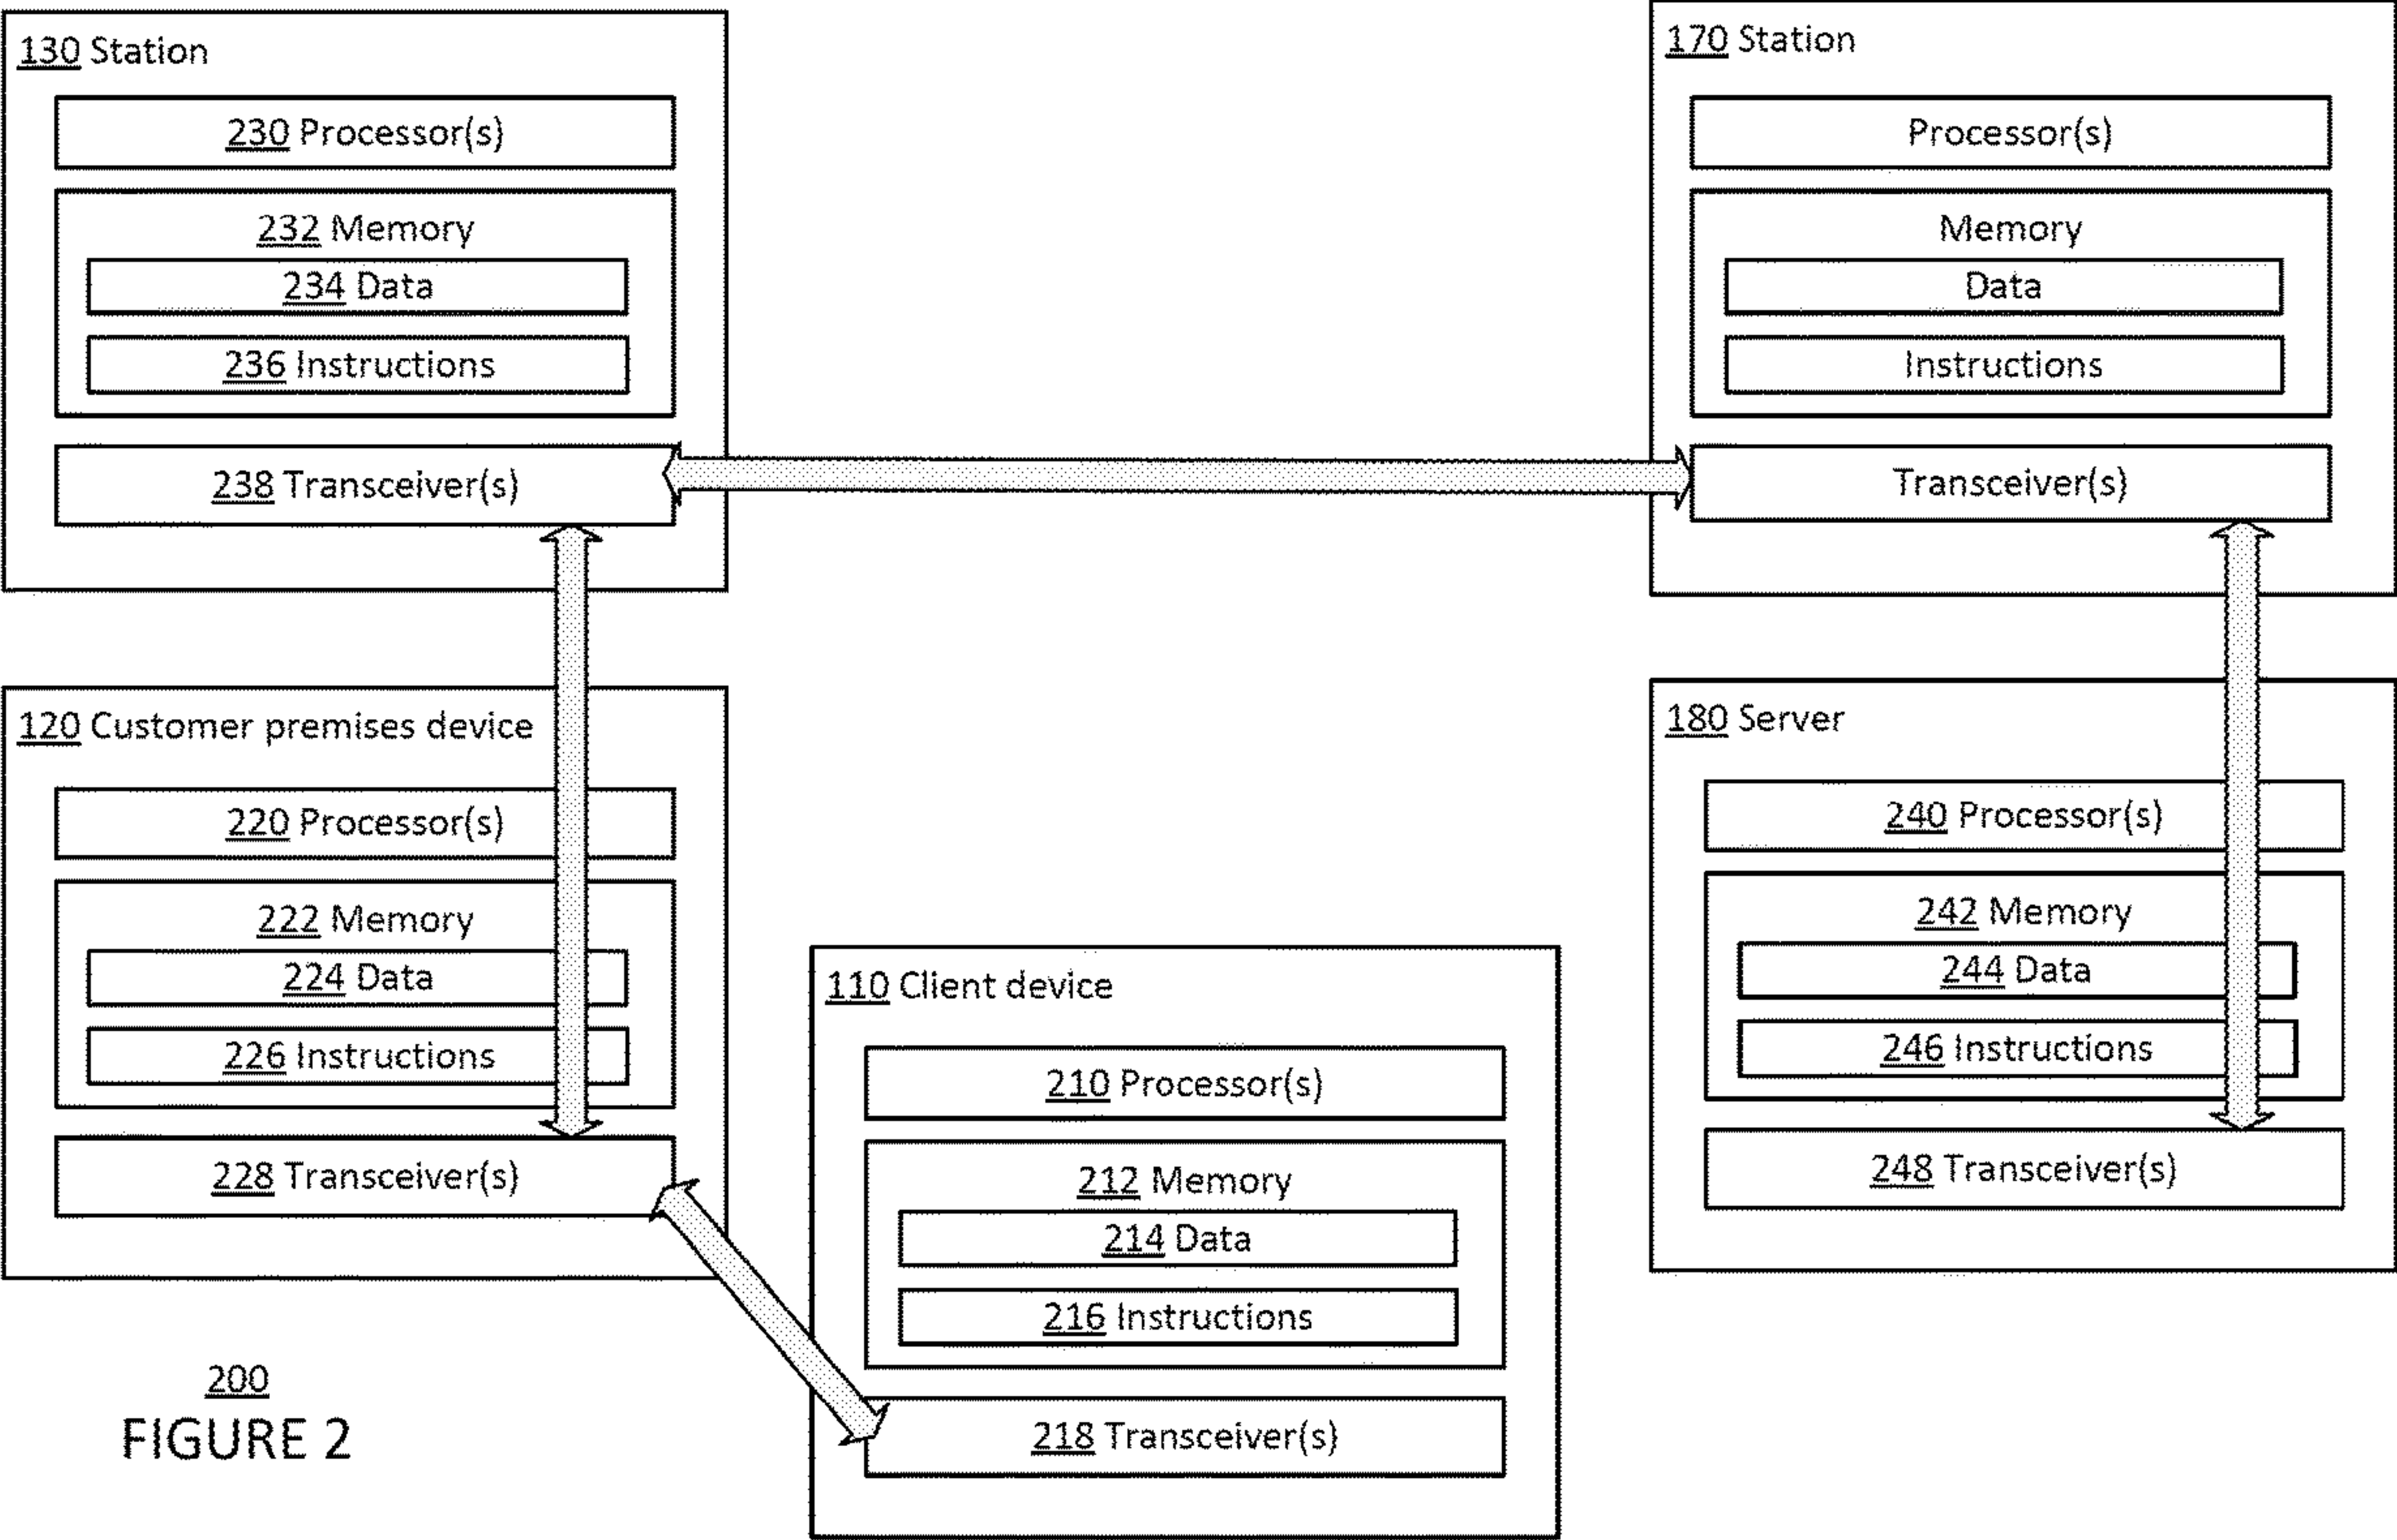 130 Station
230 Processor(s)
232 Memory
234 Data
236 Instructions
238 Transceiver(s)
170 Station
Processor(s)
Memory
Data
Instructions
Transceiver(s)
120 Customer premises device
220 Processor(s)
222 Memory
224 Data
226 Instructions
228 Transceiver(s)
110 Client device
210 Processor(s)
212 Memory
214 Data
216 Instructions
218 Transceiver(s)
180 Server
240 Processor(s)
242 Memory
244 Data
246 Instructions
248 Transceiver(s)
200
FIGURE 2